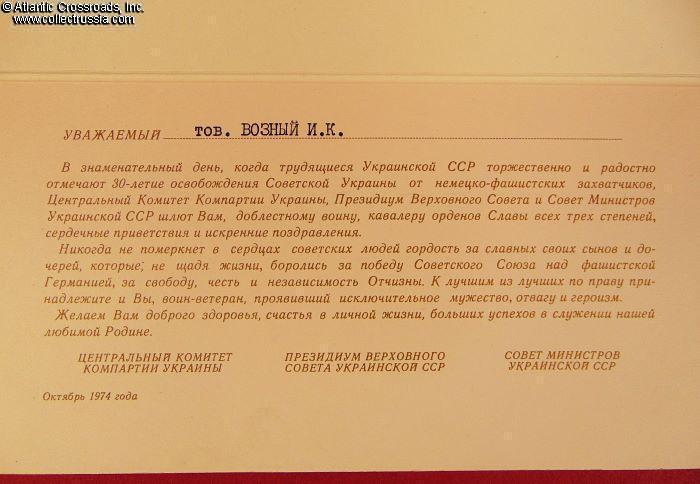 © Atlantic Crossroads, Inc.
www.collectrussia.com
УВАЖАЕМЫЙ тов. ВОЗНЫЙ И.К.
В знаменательный день, когда трудящиеся Украинской ССР торжественно и радостно
отмечают 30-летие освобождения Советской Украины от немецко-фашистских захватчиков,
Центральный Комитет Компартии Украины, Президиум Верховного Совета и Совет Министров
Украинской ССР шлют Вам, доблестному воину, кавалеру орденов Славы всех трех степеней,
сердечные приветствия и искренние поздравления.
Никогда не померкнет в сердцах советских людей гордость за славных своих сынов и до-
черей, которые, не щадя жизни, боролись за победу Советского Союза над фашистской
Германией, за свободу, честь и независимость Отчизны. К лучшим из лучших по праву при-
надлежите и Вы, воин-ветеран, проявивший исключительное мужество, отвагу и героизм.
Желаем Вам доброго здоровья, счастья в личной жизни, больших успехов в служении нашей
любимой Родине.
ЦЕНТРАЛЬНЫЙ КОМИТЕТ
КОМПАРТИИ УКРАИНЫ
ПРЕЗИДИУМ ВЕРХОВНОГО
СОВЕТА УКРАИНСКОЙ ССР
СОВЕТ МИНИСТРОВ
УКРАИНСКОЙ ССР
Октябрь 1974 года